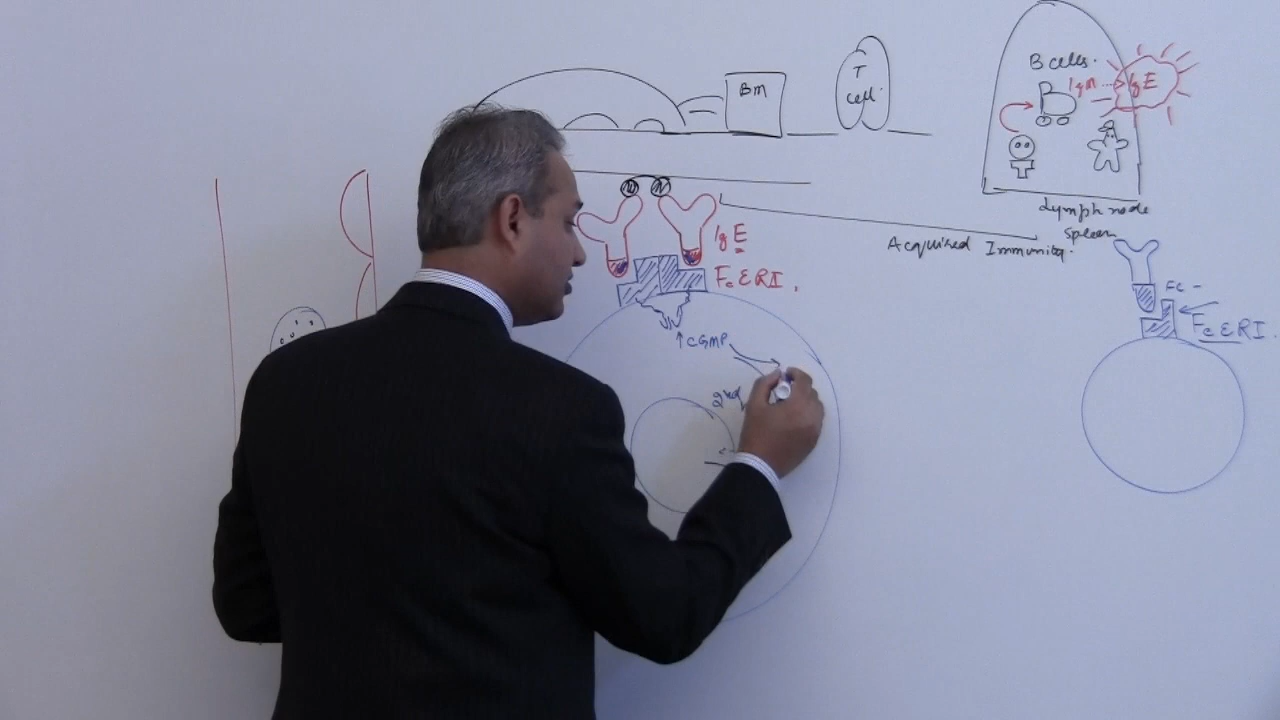 BM
T
cell.
B cells.
IgM ...> IgE
Lymph node
Spleen
Acquired Immunity.
IgE
FcεRI.
Fc -
FcεRI.
↑cGMP
2nd